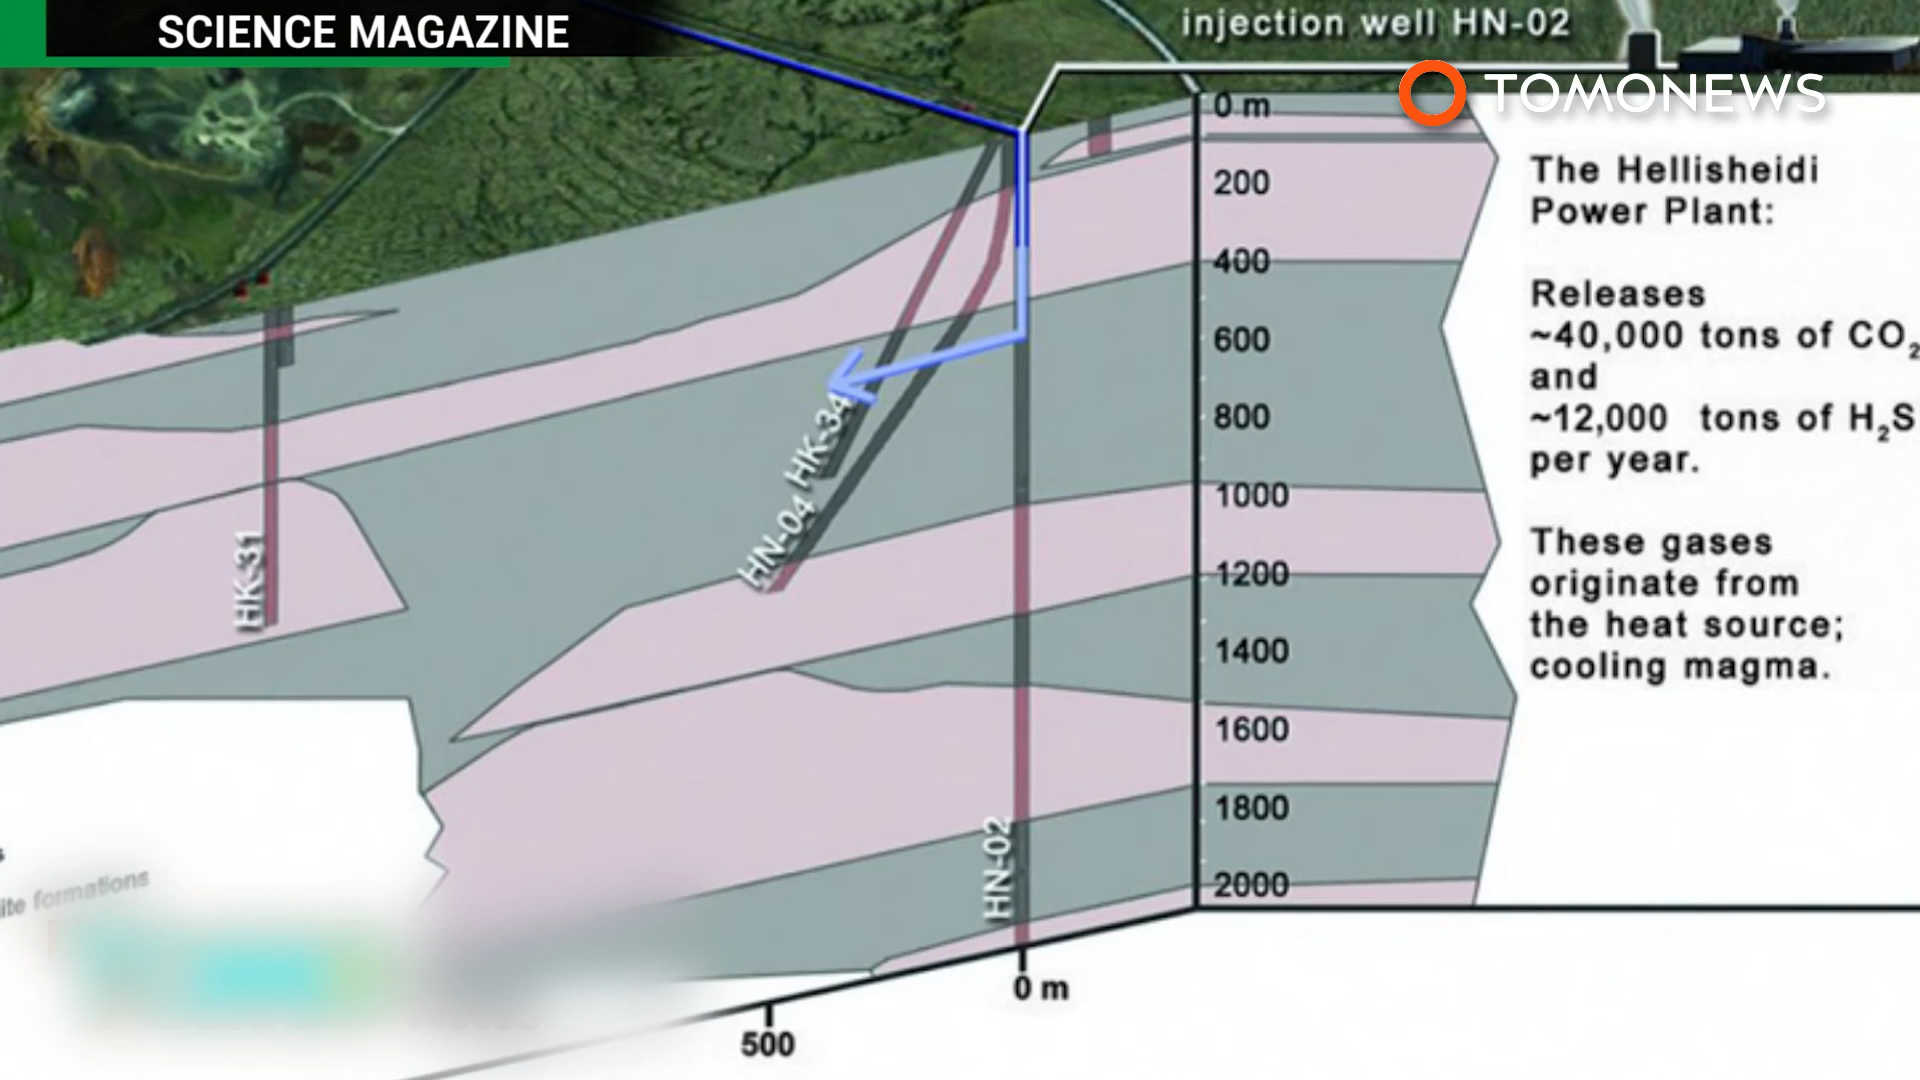 SCIENCE MAGAZINE
injection well HN-02
TOMONEWS
0 m
200
400
600
800
1000
1200
1400
1600
1800
2000
The Hellisheidi
Power Plant:
Releases
~40,000 tons of CO₂
and
~12,000 tons of H₂S
per year.
These gases
originate from
the heat source;
cooling magma.
HK-34
HN-04
HK-31
HN-02
formations
0 m
500